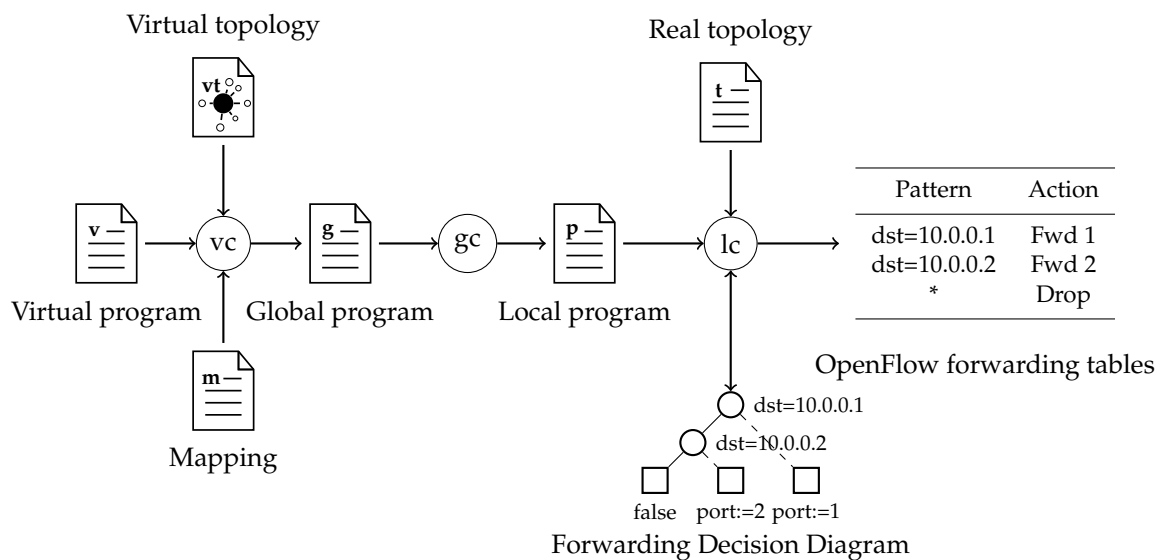 Virtual topology
Real topology
vt
t
Pattern Action
v
vc
g
gc
p
lc
dst=10.0.0.1 Fwd 1
dst=10.0.0.2 Fwd 2
* Drop
Virtual program
Global program
Local program
m
OpenFlow forwarding tables
Mapping
dst=10.0.0.1
dst=10.0.0.2
false
port:=2
port:=1
Forwarding Decision Diagram